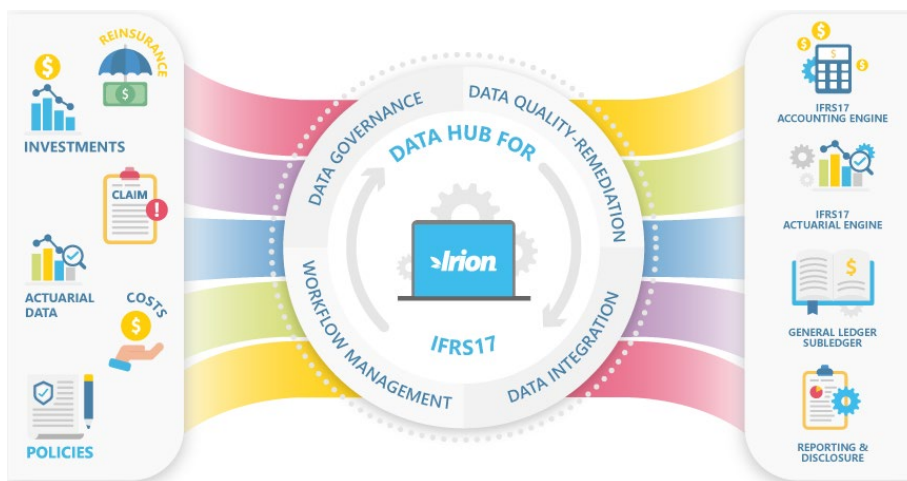 REINSURANCE
INVESTMENTS
CLAIM
ACTUARIAL
DATA
COSTS
POLICIES
DATA GOVERNANCE
DATA QUALITY-REMEDIATION
WORKFLOW MANAGEMENT
DATA INTEGRATION
DATA HUB FOR
Irion
IFRS17
IFRS17
ACCOUNTING ENGINE
IFRS17
ACTUARIAL ENGINE
GENERAL LEDGER
SUBLEDGER
REPORTING &
DISCLOSURE